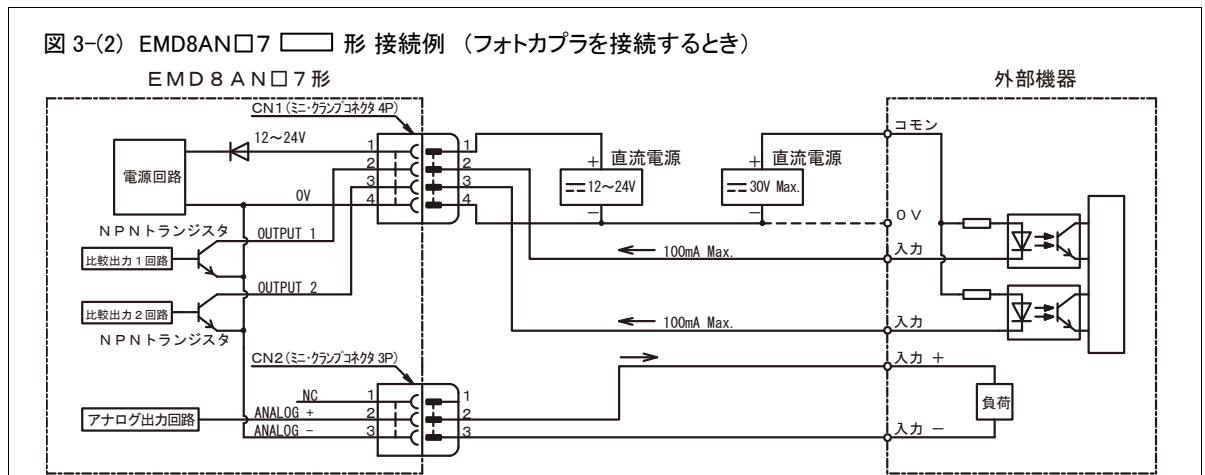 図 3-(2) EMD8AN□7 □ 形 接続例 (フォトカプラを接続するとき)
EMD8AN□7形
外部機器
CN1(ミニ・クランプコネクタ 4P)
コモン
12~24V
1
1
電源回路
2
2
3
3
0V
4
4
+ 直流電源
12~24V
-
+ 直流電源
30V Max.
-
0V
NPNトランジスタ
OUTPUT 1
比較出力1回路
100mA Max.
入力
OUTPUT 2
比較出力2回路
100mA Max.
入力
NPNトランジスタ
CN2(ミニ・クランプコネクタ 3P)
入力 +
NC
1
1
アナログ出力回路
ANALOG +
2
2
負荷
ANALOG -
3
3
入力 -